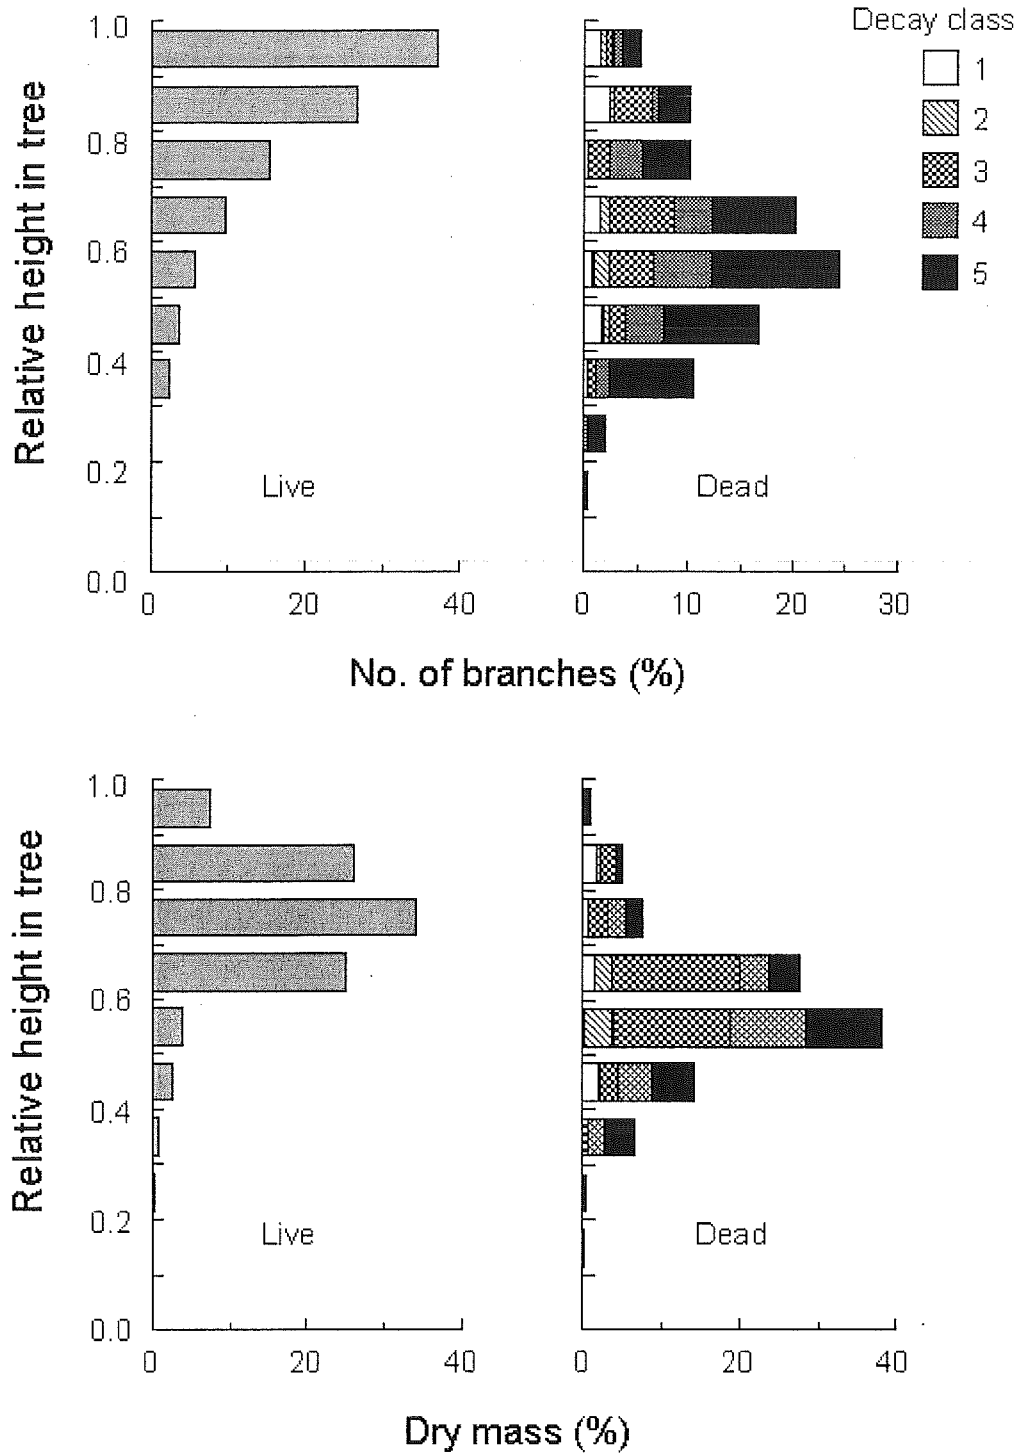 Decay class
1
2
3
4
5
Relative height in tree
1.0
0.8
0.6
0.4
0.2
0.0
Live
Dead
0 20 40
0 10 20 30
No. of branches (%)
Relative height in tree
1.0
0.8
0.6
0.4
0.2
0.0
Live
Dead
0 20 40
0 20 40
Dry mass (%)